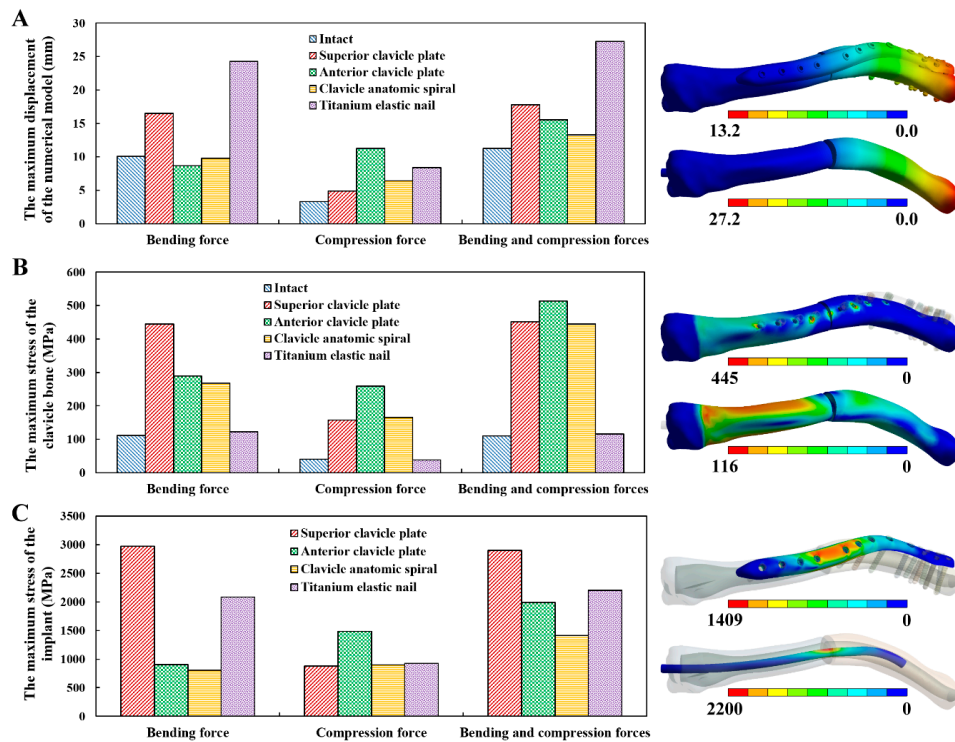 A
The maximum displacement
of the numerical model (mm)
30
25
20
15
10
5
0
Intact
Superior clavicle plate
Anterior clavicle plate
Clavicle anatomic spiral
Titanium elastic nail
Bending force
Compression force
Bending and compression forces
13.2
0.0
27.2
0.0
B
The maximum stress of the
clavicle bone (MPa)
600
500
400
300
200
100
0
Intact
Superior clavicle plate
Anterior clavicle plate
Clavicle anatomic spiral
Titanium elastic nail
Bending force
Compression force
Bending and compression forces
445
0
116
0
C
The maximum stress of the
implant (MPa)
3500
3000
2500
2000
1500
1000
500
0
Superior clavicle plate
Anterior clavicle plate
Clavicle anatomic spiral
Titanium elastic nail
Bending force
Compression force
Bending and compression forces
1409
0
2200
0